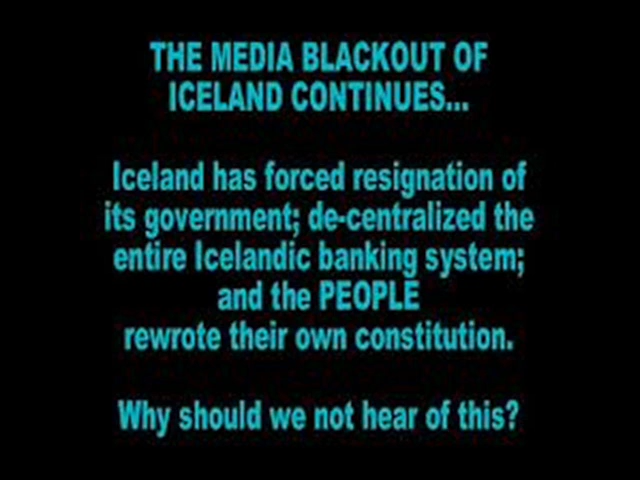 THE MEDIA BLACKOUT OF
ICELAND CONTINUES...
Iceland has forced resignation of
its government; de-centralized the
entire Icelandic banking system;
and the PEOPLE
rewrote their own constitution.
Why should we not hear of this?